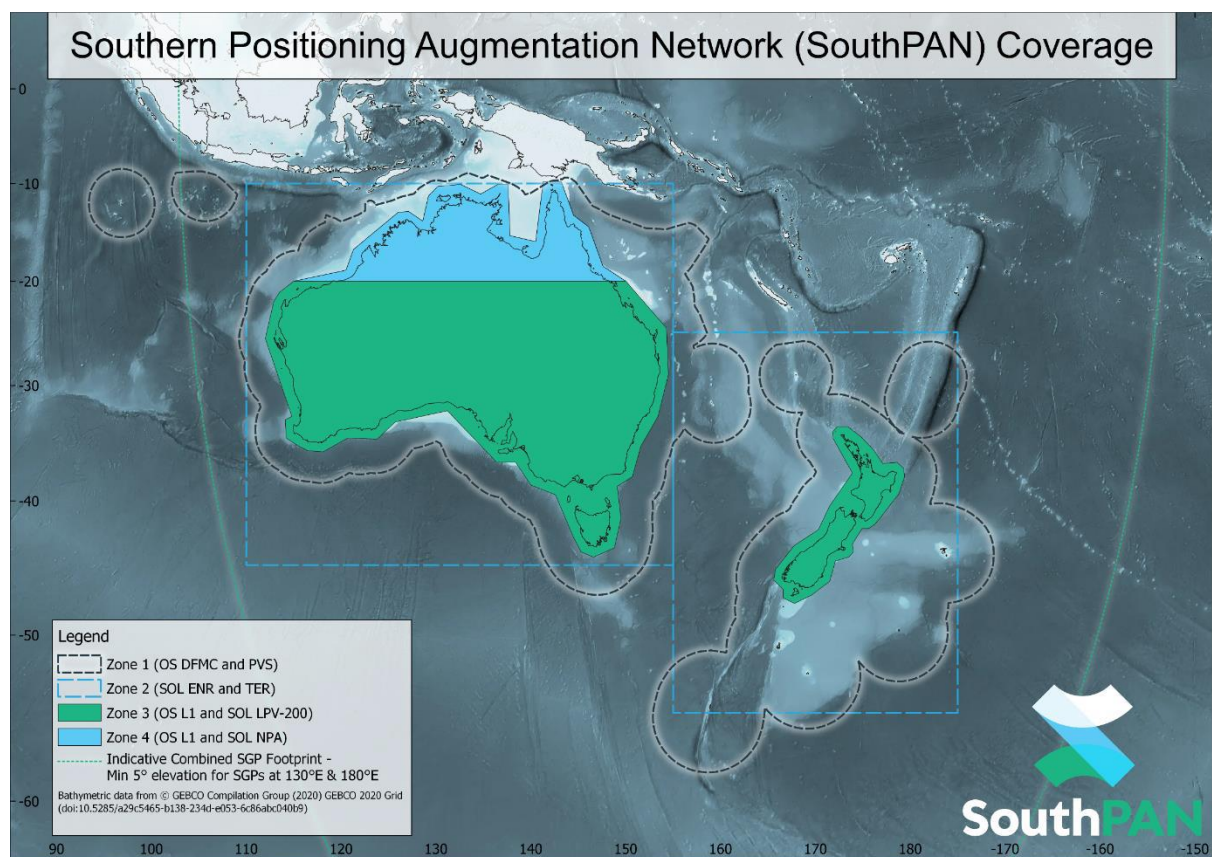 Southern Positioning Augmentation Network (SouthPAN) Coverage
0
-10
-20
-30
-40
-50
-60
Legend
Zone 1 (OS DFMC and PVS)
Zone 2 (SOL ENR and TER)
Zone 3 (OS L1 and SOL LPV-200)
Zone 4 (OS L1 and SOL NPA)
Indicative Combined SGP Footprint -
Min 5° elevation for SGPs at 130°E & 180°E
Bathymetric data from © GEBCO Compilation Group (2020) GEBCO 2020 Grid
(doi:10.5285/a29c5465-b138-234d-e053-6c86abc040b9)
SouthPAN
90 100 110 120 130 140 150 160 170 180 -170 -160 -150